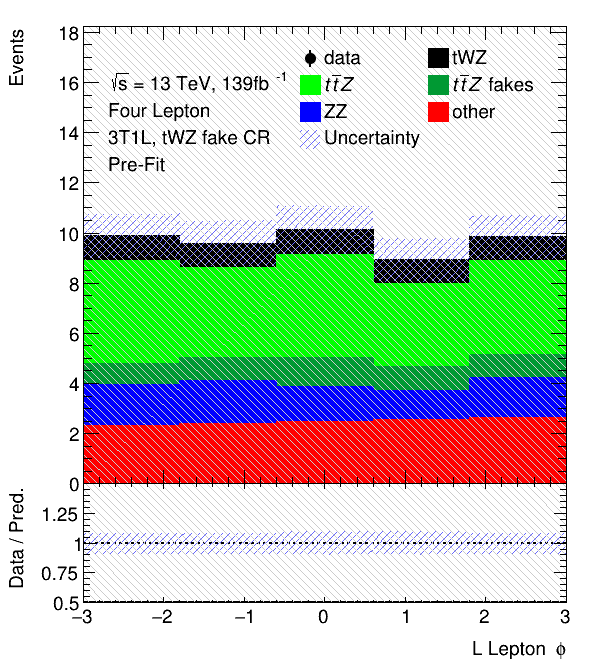 Events
18
16
14
12
10
8
6
4
2
0
√s = 13 TeV, 139fb⁻¹
Four Lepton
3T1L, tWZ fake CR
Pre-Fit
data
tWZ
tt̄Z
tt̄Z fakes
ZZ
other
Uncertainty
Data / Pred.
1.25
1
0.75
0.5
−3 −2 −1 0 1 2 3
L Lepton ϕ